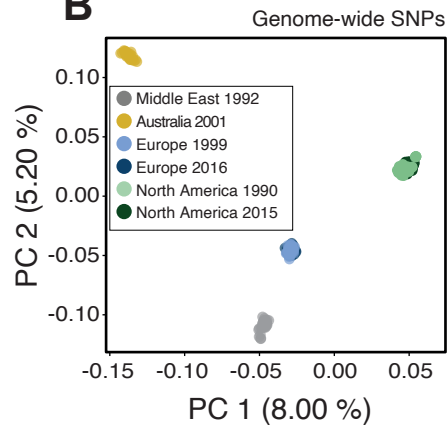 B
Genome-wide SNPs
0.10
0.05
0.00
-0.05
-0.10
PC 2 (5.20 %)
Middle East 1992
Australia 2001
Europe 1999
Europe 2016
North America 1990
North America 2015
-0.15
-0.05
0.00
0.05
PC 1 (8.00 %)